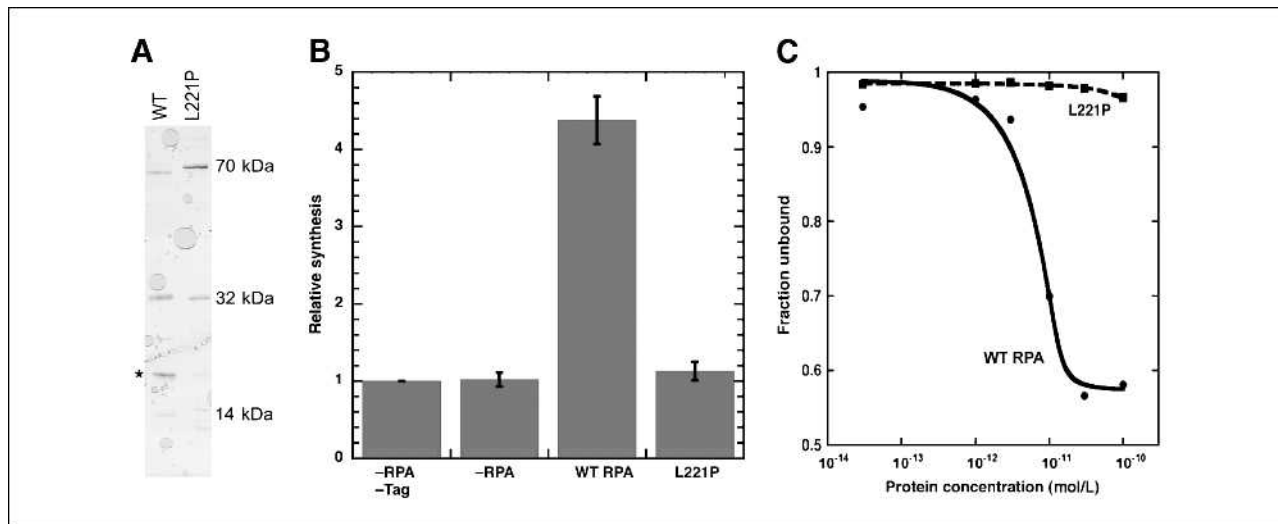 A
WT
L221P
70 kDa
32 kDa
*
14 kDa
B
5
4
3
2
1
0
Relative synthesis
–RPA
–Tag
–RPA
WT RPA
L221P
C
1
0.9
0.8
0.7
0.6
0.5
Fraction unbound
L221P
WT RPA
10⁻¹⁴
10⁻¹³
10⁻¹²
10⁻¹¹
10⁻¹⁰
Protein concentration (mol/L)